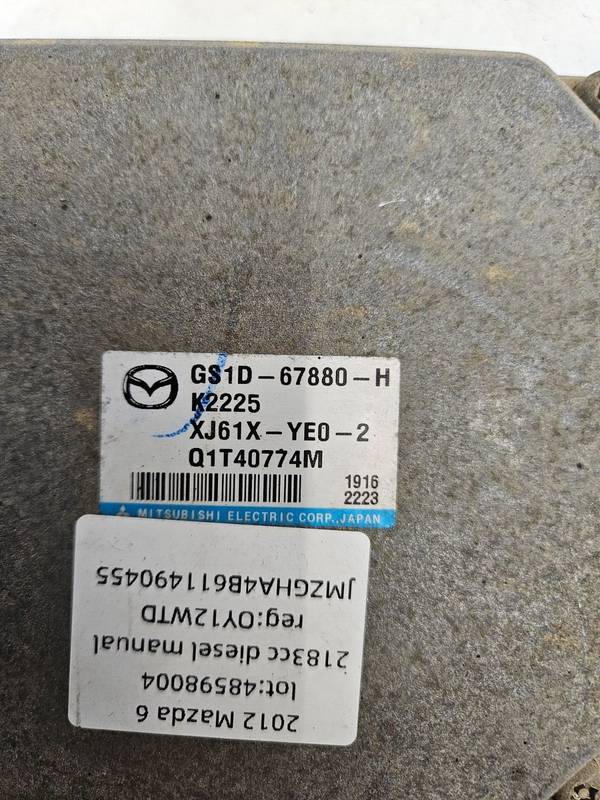 GS1D-67880-H
K2225
XJ61X-YE0-2
Q1T40774M
1916
2223
MITSUBISHI ELECTRIC CORP., JAPAN
2012 Mazda 6
lot:48598004
2183cc diesel manual
reg:OY12WTD
JMZGHA4B611490455